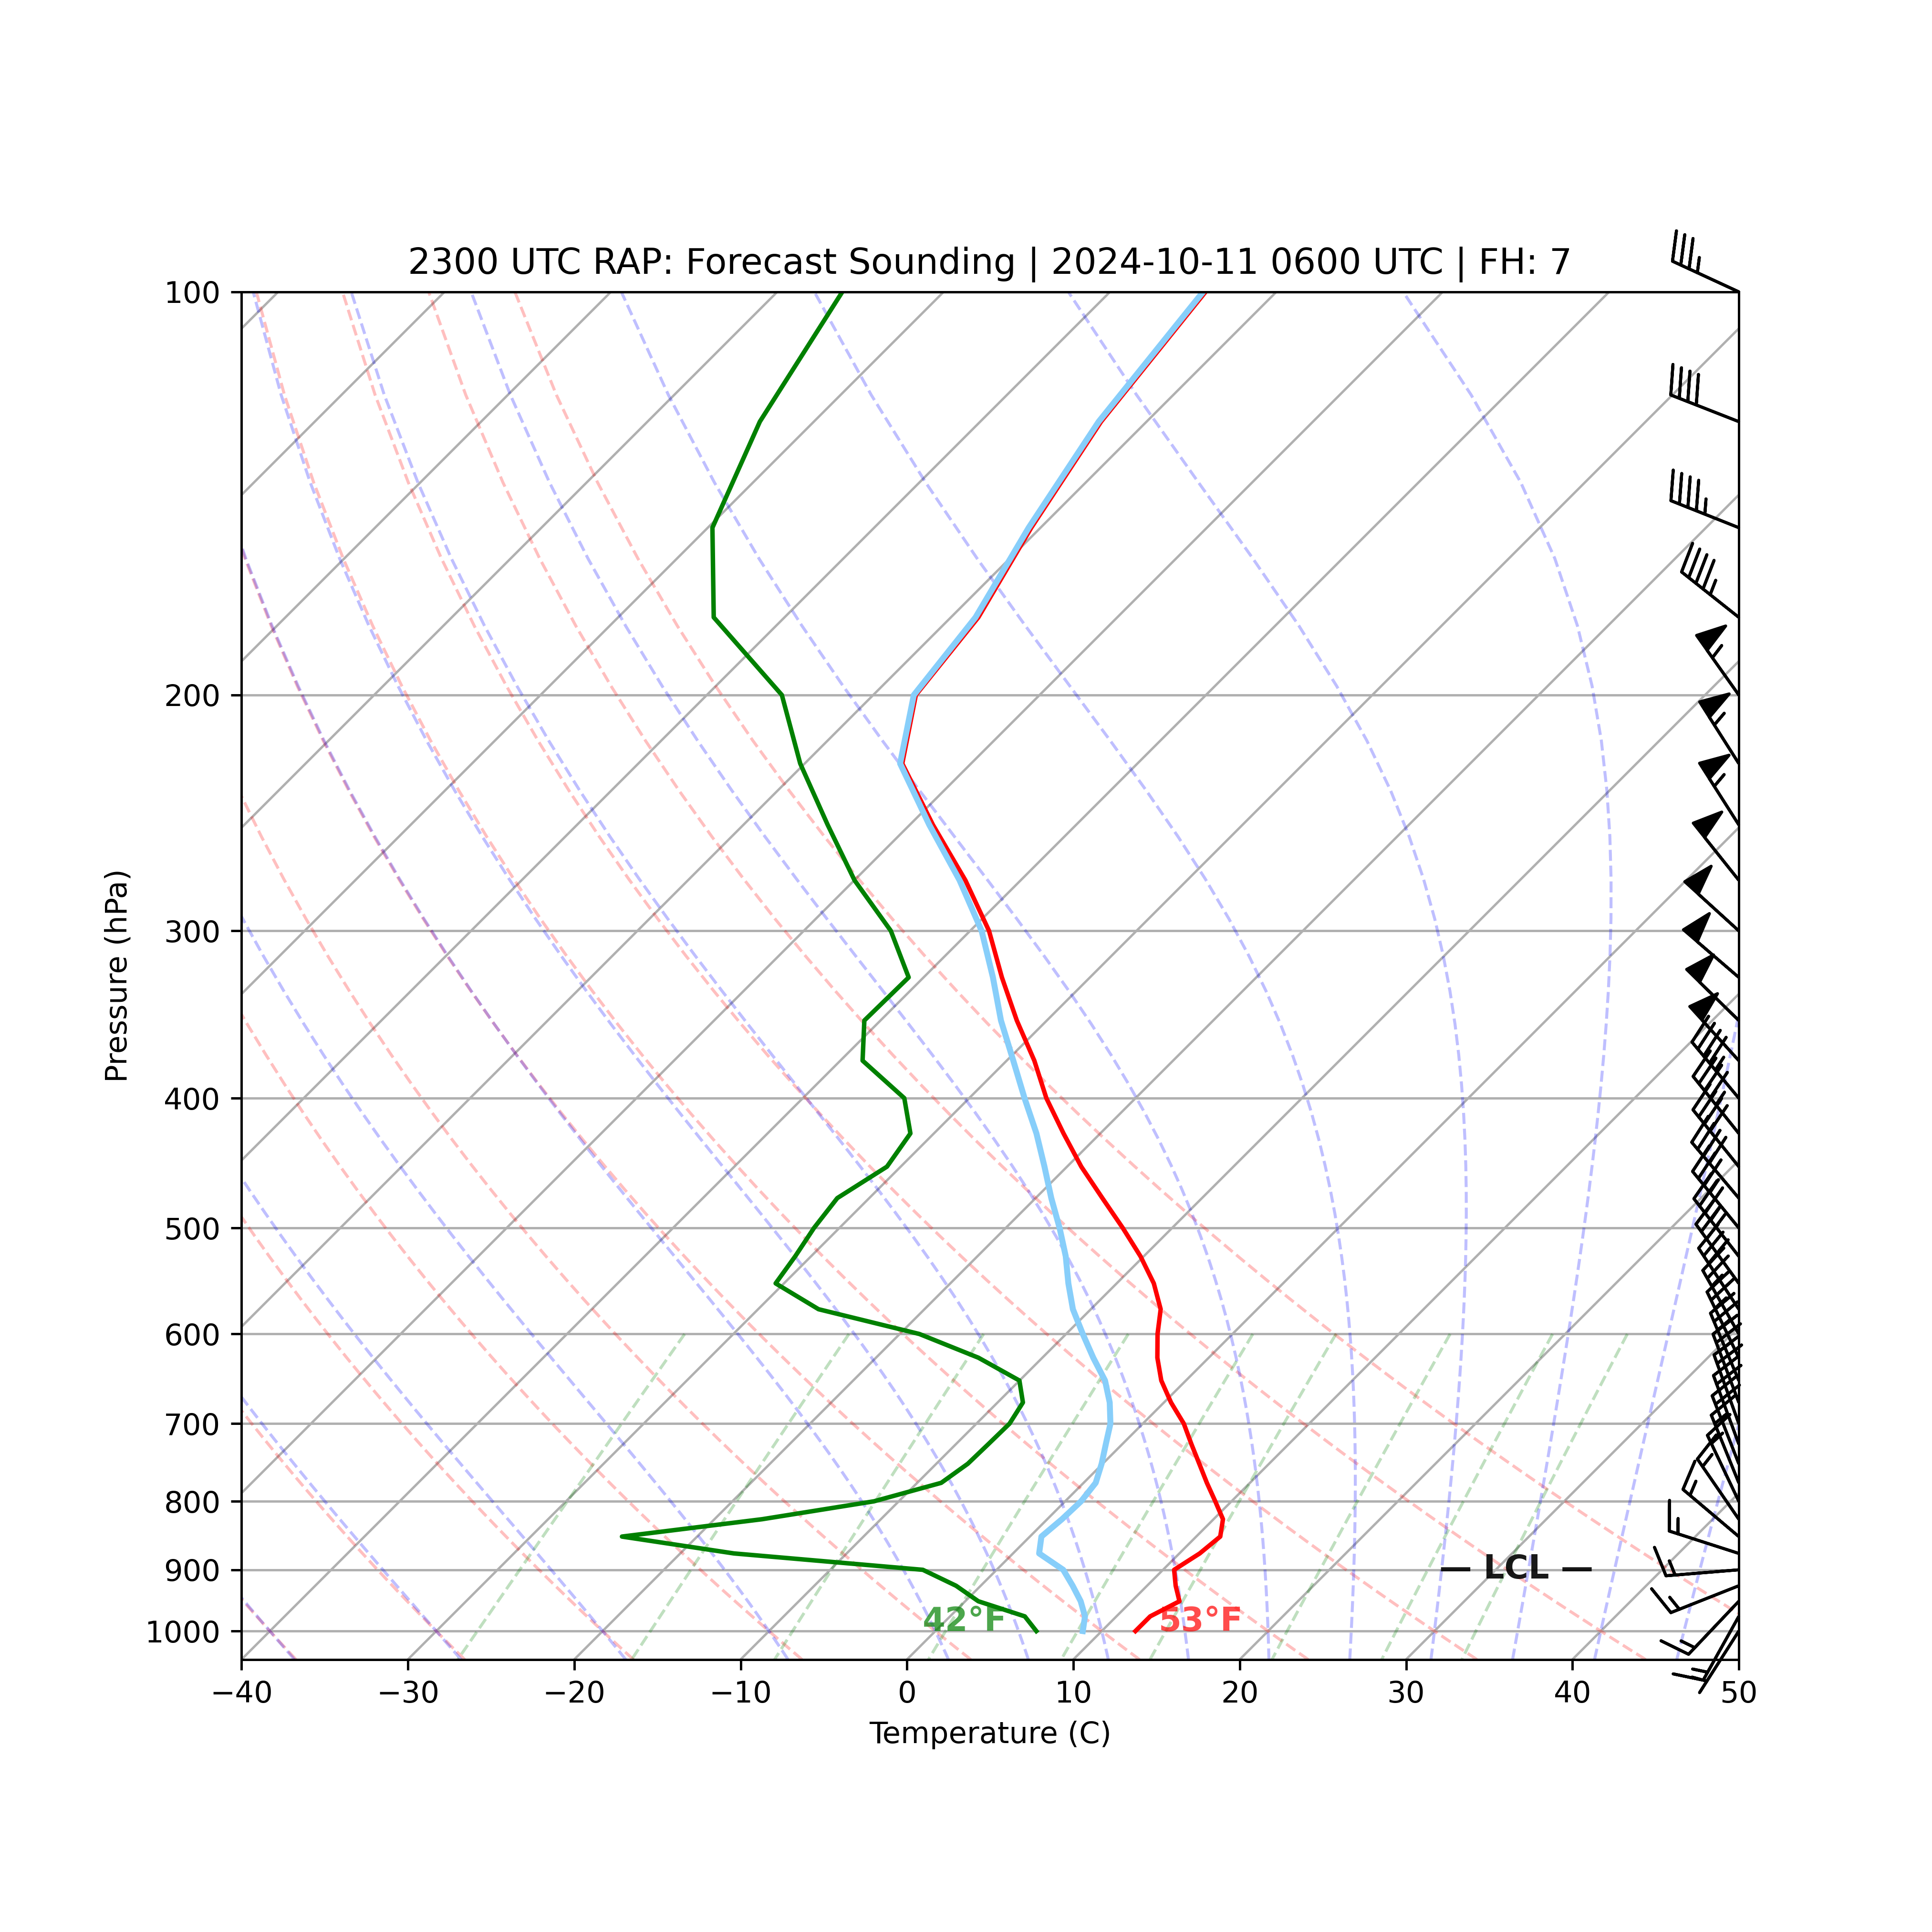 2300 UTC RAP: Forecast Sounding | 2024-10-11 0600 UTC | FH: 7
100
200
300
400
500
600
700
800
900
1000
Pressure (hPa)
— LCL —
42°F
53°F
−40 −30 −20 −10 0 10 20 30 40 50
Temperature (C)